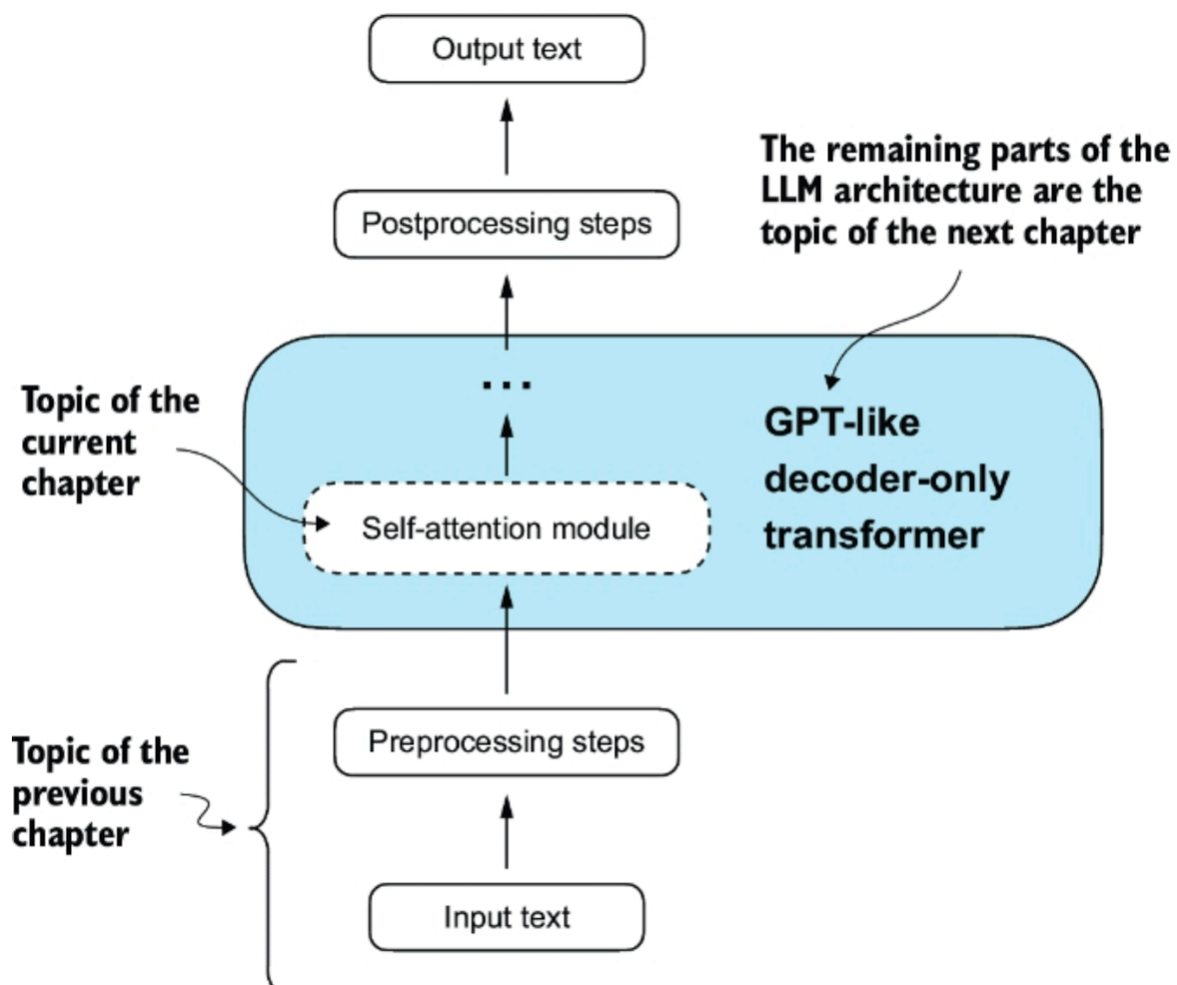 Output text
The remaining parts of the
LLM architecture are the
topic of the next chapter
Postprocessing steps
...
Topic of the
current
chapter
GPT-like
decoder-only
transformer
Self-attention module
Preprocessing steps
Topic of the
previous
chapter
Input text